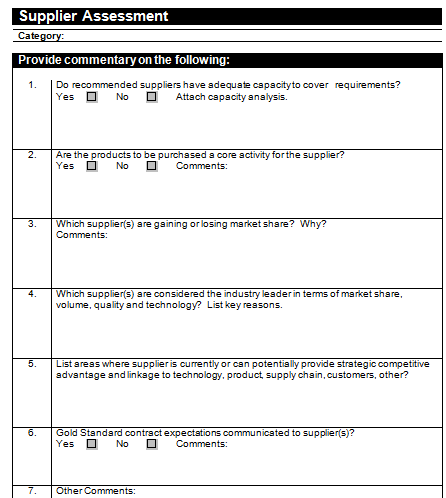 Supplier Assessment
Category:
Provide commentary on the following:
1. Do recommended suppliers have adequate capacity to cover requirements?
Yes No Attach capacity analysis.
2. Are the products to be purchased a core activity for the supplier?
Yes No Comments:
3. Which supplier(s) are gaining or losing market share? Why?
Comments:
4. Which supplier(s) are considered the industry leader in terms of market share,
volume, quality and technology? List key reasons.
5. List areas where supplier is currently or can potentially provide strategic competitive
advantage and linkage to technology, product, supply chain, customers, other?
6. Gold Standard contract expectations communicated to supplier(s)?
Yes No Comments:
7. Other Comments: